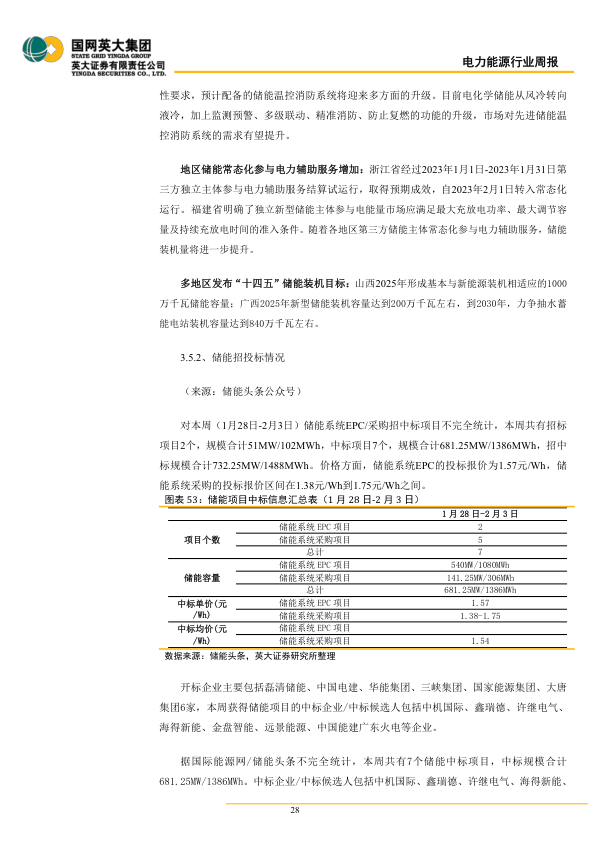 国网英大集团
STATE GRID YINGDA GROUP
英大证券有限责任公司
YINGDA SECURITIES CO., LTD.
电力能源行业周报
性要求，预计配备的储能温控消防系统将迎来多方面的升级。目前电化学储能从风冷转向
液冷，加上监测预警、多级联动、精准消防、防止复燃的功能的升级，市场对先进储能温
控消防系统的需求有望提升。
地区储能常态化参与电力辅助服务增加：浙江省经过2023年1月1日-2023年1月31日第
三方独立主体参与电力辅助服务结算试运行，取得预期成效，自2023年2月1日转入常态化
运行。福建省明确了独立新型储能主体参与电能量市场应满足最大充放电功率、最大调节容
量及持续充放电时间的准入条件。随着各地区第三方储能主体常态化参与电力辅助服务，储能
装机量将进一步提升。
多地区发布“十四五”储能装机目标：山西2025年形成基本与新能源装机相适应的1000
万千瓦储能容量；广西2025年新型储能装机容量达到200万千瓦左右，到2030年，力争抽水蓄
能电站装机容量达到840万千瓦左右。
3.5.2、储能招投标情况
（来源：储能头条公众号）
对本周（1月28日-2月3日）储能系统EPC/采购招中标项目不完全统计，本周共有招标
项目2个，规模合计51MW/102MWh，中标项目7个，规模合计681.25MW/1386MWh，招中
标规模合计732.25MW/1488MWh。价格方面，储能系统EPC的投标报价为1.57元/Wh，储
能系统采购的投标报价区间在1.38元/Wh到1.75元/Wh之间。
图表 53：储能项目中标信息汇总表（1 月 28 日-2 月 3 日）
1 月 28 日-2 月 3 日
项目个数 储能系统 EPC 项目 2
储能系统采购项目 5
总计 7
储能容量 储能系统 EPC 项目 540MW/1080MWh
储能系统采购项目 141.25MW/306MWh
总计 681.25MW/1386MWh
中标单价(元/Wh) 储能系统 EPC 项目 1.57
储能系统采购项目 1.38-1.75
中标均价(元/Wh) 储能系统 EPC 项目
储能系统采购项目 1.54
数据来源：储能头条，英大证券研究所整理
开标企业主要包括磊清储能、中国电建、华能集团、三峡集团、国家能源集团、大唐
集团6家，本周获得储能项目的中标企业/中标候选人包括中机国际、鑫瑞德、许继电气、
海得新能、金盘智能、远景能源、中国能建广东火电等企业。
据国际能源网/储能头条不完全统计，本周共有7个储能中标项目，中标规模合计
681.25MW/1386MWh。中标企业/中标候选人包括中机国际、鑫瑞德、许继电气、海得新能、
28